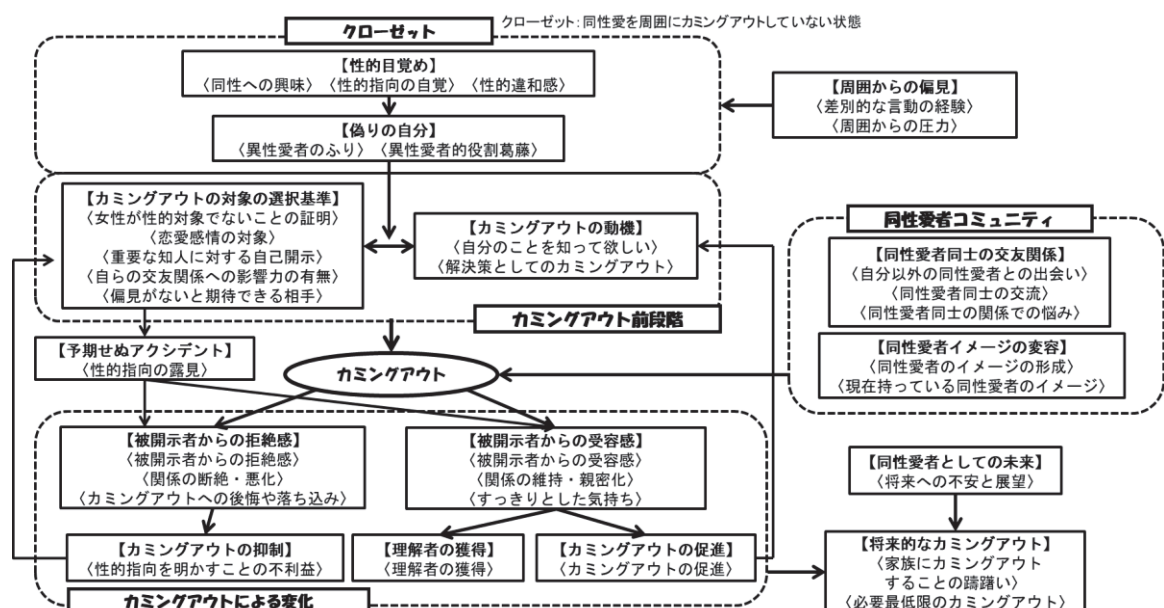 クローゼット
クローゼット：同性愛を周囲にカミングアウトしていない状態
【性的目覚め】
〈同性への興味〉〈性的指向の自覚〉〈性的違和感〉
【偽りの自分】
〈異性愛者のふり〉〈異性愛者的役割葛藤〉
【周囲からの偏見】
〈差別的な言動の経験〉
〈周囲からの圧力〉
【カミングアウトの対象の選択基準】
〈女性が性的対象でないことの証明〉
〈恋愛感情の対象〉
〈重要な知人に対する自己開示〉
〈自らの交友関係への影響力の有無〉
〈偏見がないと期待できる相手〉
【カミングアウトの動機】
〈自分のことを知って欲しい〉
〈解決策としてのカミングアウト〉
カミングアウト前段階
同性愛者コミュニティ
【同性愛者同士の交友関係】
〈自分以外の同性愛者との出会い〉
〈同性愛者同士の交流〉
〈同性愛者同士の関係での悩み〉
【同性愛者イメージの変容】
〈同性愛者のイメージの形成〉
〈現在持っている同性愛者のイメージ〉
【予期せぬアクシデント】
〈性的指向の露見〉
カミングアウト
【被開示者からの拒絶感】
〈被開示者からの拒絶感〉
〈関係の断絶・悪化〉
〈カミングアウトへの後悔や落ち込み〉
【被開示者からの受容感】
〈被開示者からの受容感〉
〈関係の維持・親密化〉
〈すっきりとした気持ち〉
【カミングアウトの抑制】
〈性的指向を明かすことの不利益〉
【理解者の獲得】
〈理解者の獲得〉
【カミングアウトの促進】
〈カミングアウトの促進〉
カミングアウトによる変化
【同性愛者としての未来】
〈将来への不安と展望〉
【将来的なカミングアウト】
〈家族にカミングアウト
することの躊躇い〉
〈必要最低限のカミングアウト〉